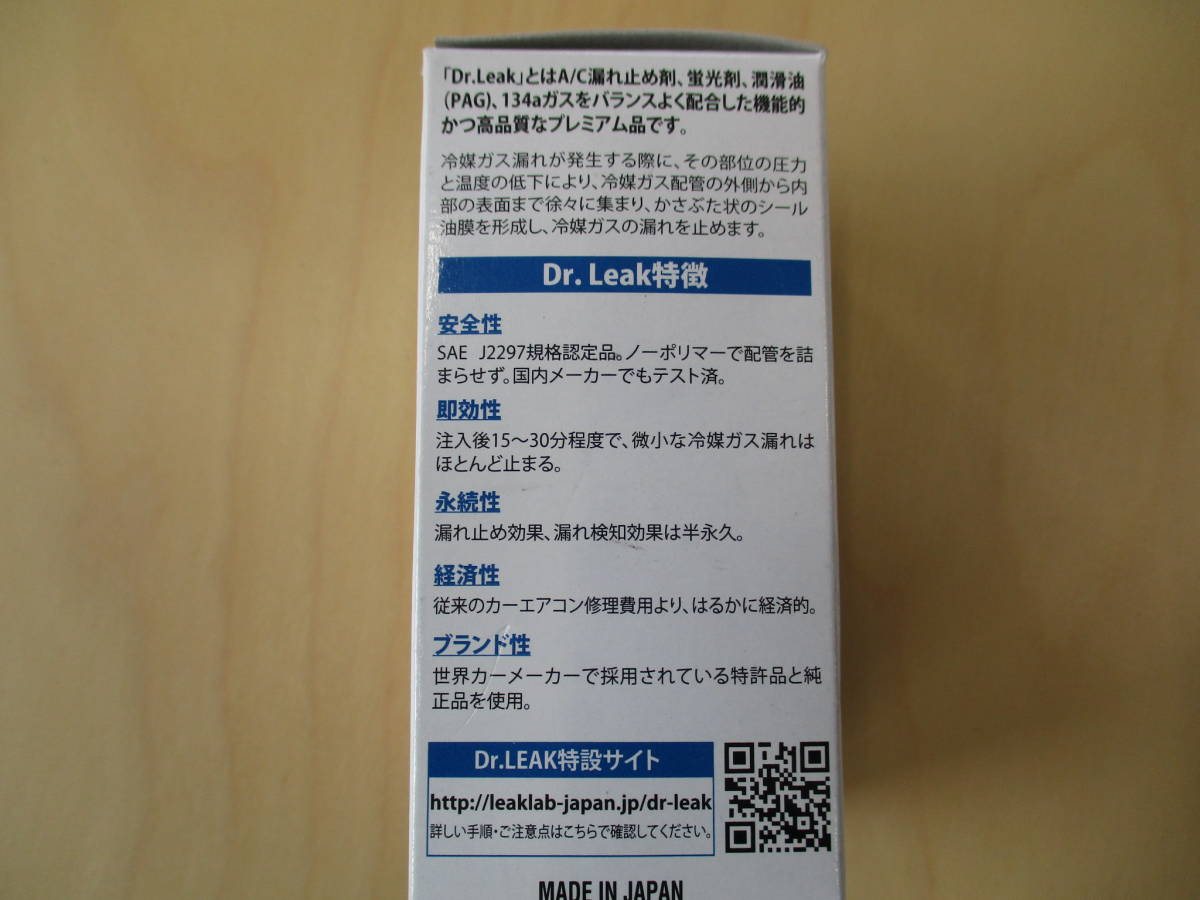 「Dr.Leak」とはA/C漏れ止め剤、蛍光剤、潤滑油
(PAG)、134aガスをバランスよく配合した機能的
かつ高品質なプレミアム品です。
冷媒ガス漏れが発生する際に、その部位の圧力
と温度の低下により、冷媒ガス配管の外側から内
部の表面まで徐々に集まり、かさぶた状のシール
油膜を形成し、冷媒ガスの漏れを止めます。
Dr. Leak特徴
安全性
SAE J2297規格認定品。ノーポリマーで配管を詰
まらせず。国内メーカーでもテスト済。
即効性
注入後15〜30分程度で、微小な冷媒ガス漏れは
ほとんど止まる。
永続性
漏れ止め効果、漏れ検知効果は半永久。
経済性
従来のカーエアコン修理費用より、はるかに経済的。
ブランド性
世界カーメーカーで採用されている特許品と純
正品を使用。
Dr.LEAK特設サイト
http://leaklab-japan.jp/dr-leak
詳しい手順・ご注意点はこちらで確認してください。
MADE IN JAPAN